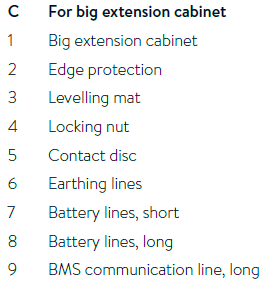 C For big extension cabinet
1 Big extension cabinet
2 Edge protection
3 Levelling mat
4 Locking nut
5 Contact disc
6 Earthing lines
7 Battery lines, short
8 Battery lines, long
9 BMS communication line, long